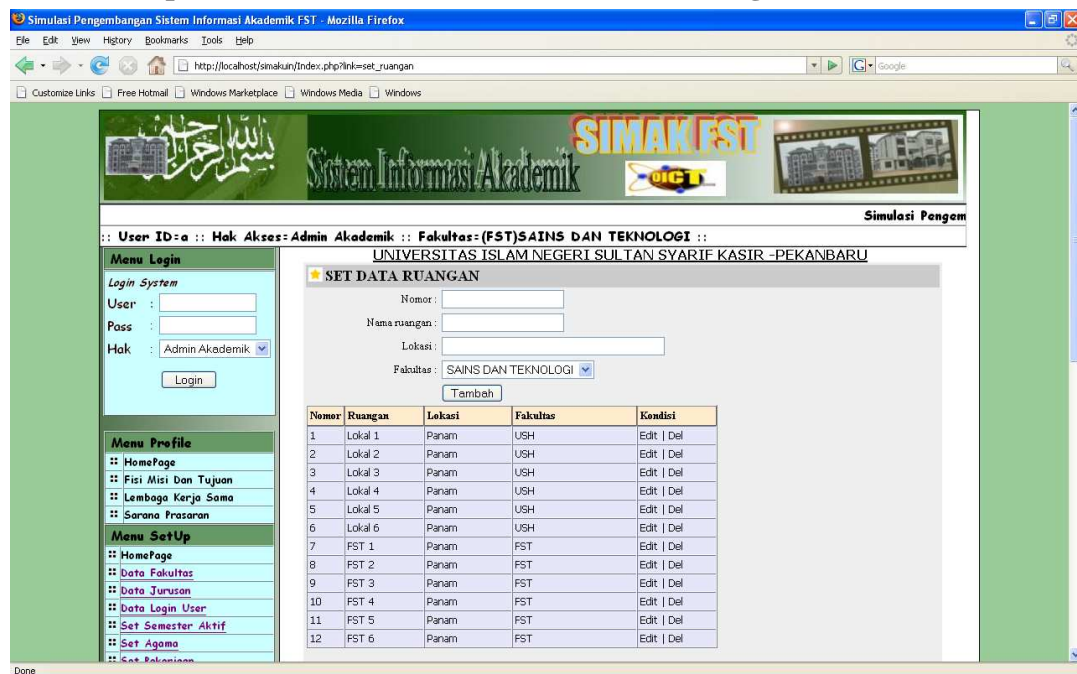 Simulasi Pengembangan Sistem Informasi Akademik FST - Mozilla Firefox
File Edit View History Bookmarks Tools Help
http://localhost/simakuin/Index.php?link=set_ruangan
Google
Customize Links Free Hotmail Windows Marketplace Windows Media Windows
بسم الله الرحمن الرحيم
SIMAK FST
Sistem Informasi Akademik
OICT
Simulasi Pengem
:: User ID=a :: Hak Akses=Admin Akademik :: Fakultas=(FST)SAINS DAN TEKNOLOGI ::
Menu Login
Login System
User :
Pass :
Hak : Admin Akademik
Login
Menu Profile
HomePage
Fisi Misi Dan Tujuan
Lembaga Kerja Sama
Sarana Prasaran
Menu SetUp
HomePage
Data Fakultas
Data Jurusan
Data Login User
Set Semester Aktif
Set Agama
UNIVERSITAS ISLAM NEGERI SULTAN SYARIF KASIR -PEKANBARU
SET DATA RUANGAN
Nomor :
Nama ruangan :
Lokasi :
Fakultas : SAINS DAN TEKNOLOGI
Tambah
Nomor Ruangan Lokasi Fakultas Kondisi
1 Lokal 1 Panam USH Edit | Del
2 Lokal 2 Panam USH Edit | Del
3 Lokal 3 Panam USH Edit | Del
4 Lokal 4 Panam USH Edit | Del
5 Lokal 5 Panam USH Edit | Del
6 Lokal 6 Panam USH Edit | Del
7 FST 1 Panam FST Edit | Del
8 FST 2 Panam FST Edit | Del
9 FST 3 Panam FST Edit | Del
10 FST 4 Panam FST Edit | Del
11 FST 5 Panam FST Edit | Del
12 FST 6 Panam FST Edit | Del
Done